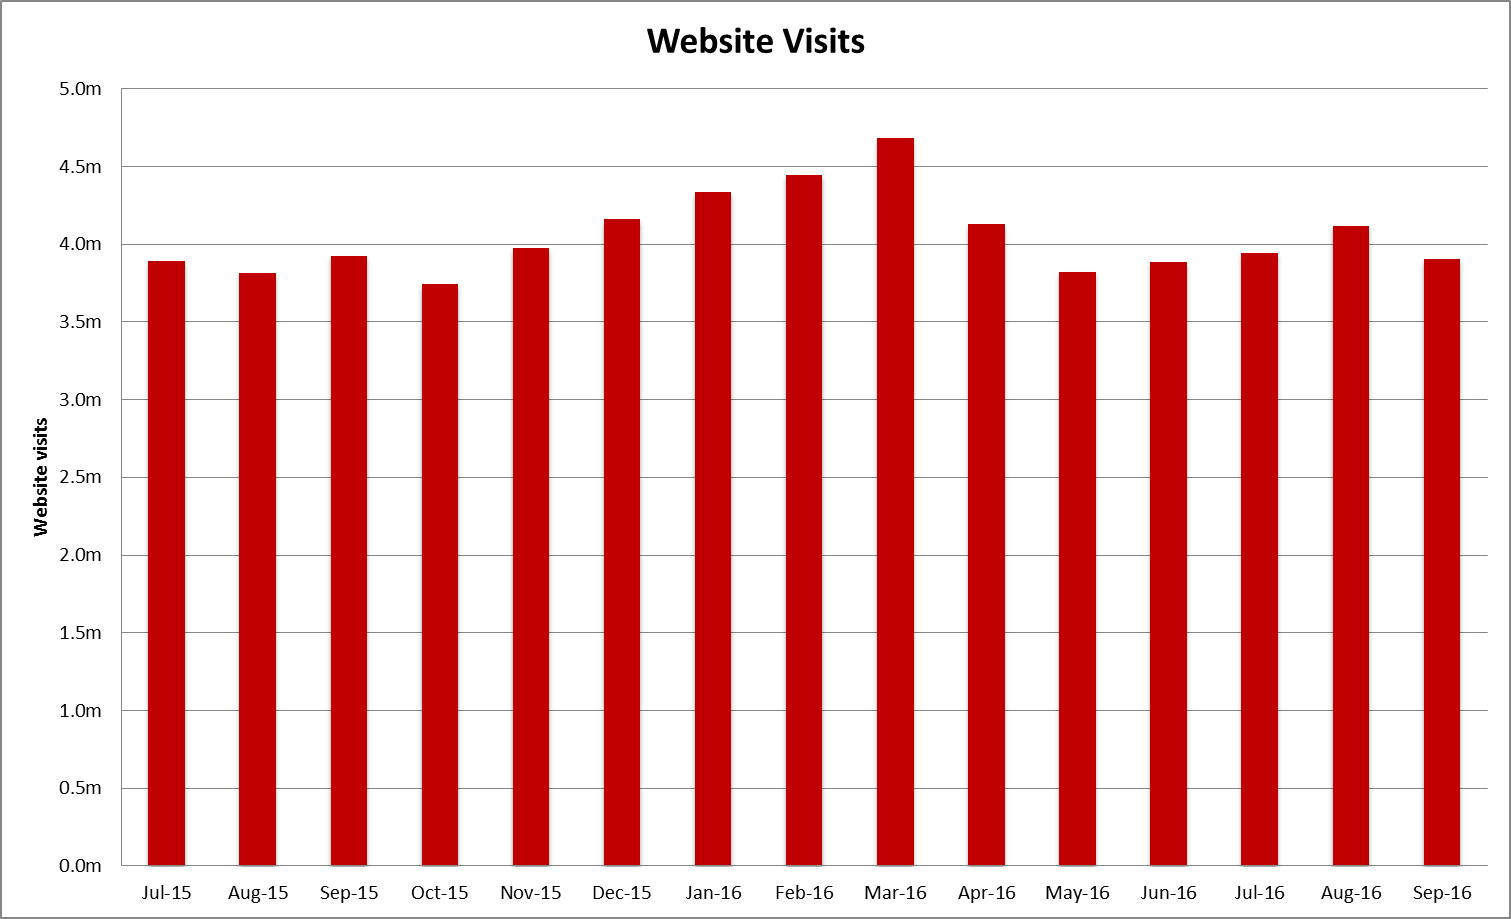 Website Visits
5.0m
4.5m
4.0m
3.5m
3.0m
2.5m
2.0m
1.5m
1.0m
0.5m
0.0m
Website visits
Jul-15 Aug-15 Sep-15 Oct-15 Nov-15 Dec-15 Jan-16 Feb-16 Mar-16 Apr-16 May-16 Jun-16 Jul-16 Aug-16 Sep-16